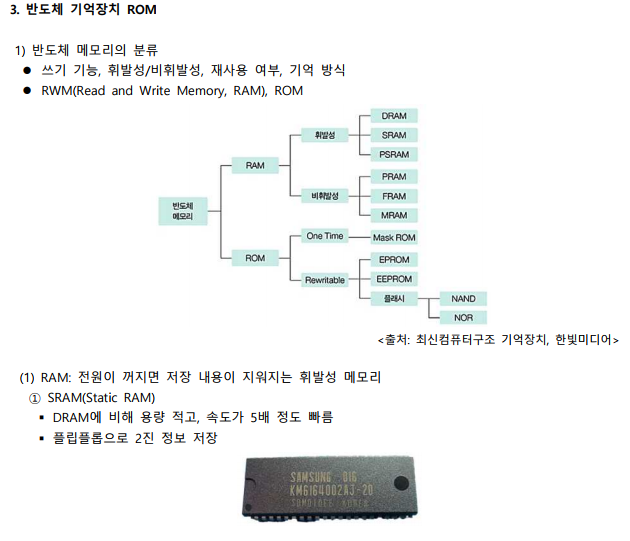 3. 반도체 기억장치 ROM
1) 반도체 메모리의 분류
● 쓰기 기능, 휘발성/비휘발성, 재사용 여부, 기억 방식
● RWM(Read and Write Memory, RAM), ROM
반도체
메모리
RAM
휘발성
DRAM
SRAM
PSRAM
비휘발성
PRAM
FRAM
MRAM
ROM
One Time
Mask ROM
Rewritable
EPROM
EEPROM
플래시
NAND
NOR
<출처: 최신컴퓨터구조 기억장치, 한빛미디어>
(1) RAM: 전원이 꺼지면 저장 내용이 지워지는 휘발성 메모리
① SRAM(Static RAM)
▪ DRAM에 비해 용량 적고, 속도가 5배 정도 빠름
▪ 플립플롭으로 2진 정보 저장
SAMSUNG 016
KM6164002AJ-20
KOREA